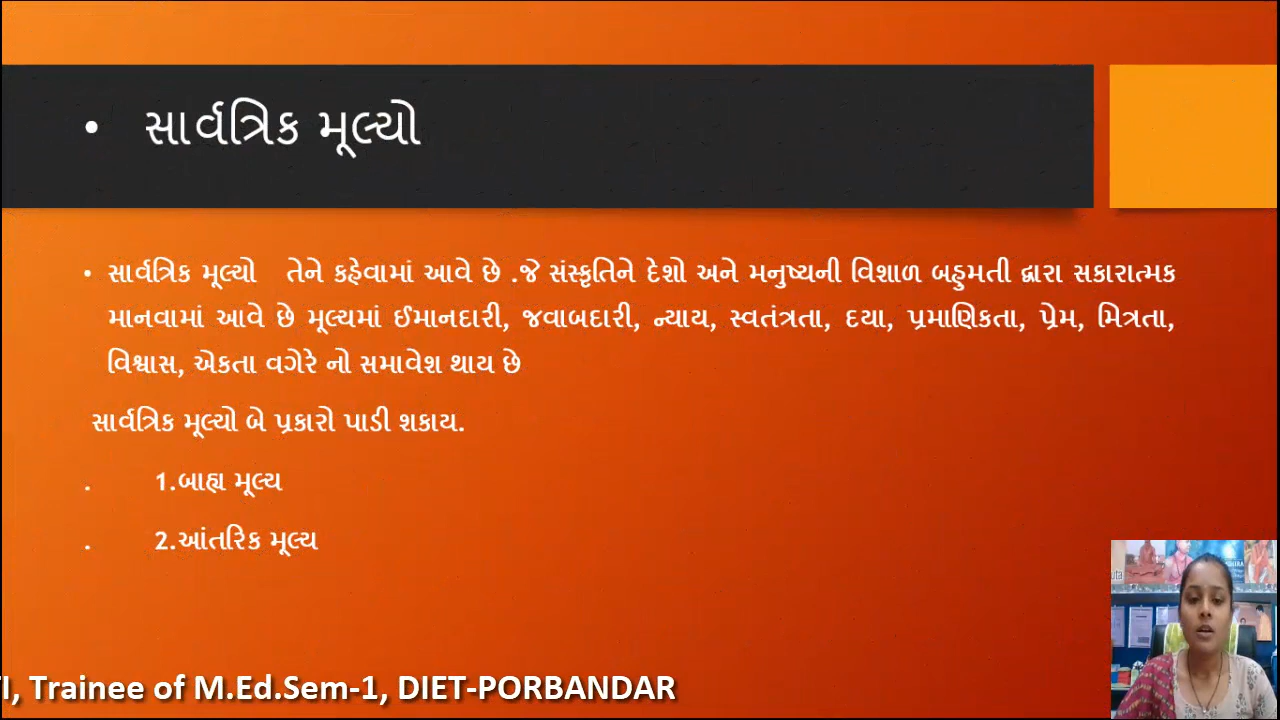 • સાર્વત્રિક મૂલ્યો
• સાર્વત્રિક મૂલ્યો તેને કહેવામાં આવે છે .જે સંસ્કૃતિને દેશો અને મનુષ્યની વિશાળ બહુમતી દ્વારા સકારાત્મક
માનવામાં આવે છે મૂલ્યમાં ઈમાનદારી, જવાબદારી, ન્યાય, સ્વતંત્રતા, દયા, પ્રમાણિકતા, પ્રેમ, મિત્રતા,
વિશ્વાસ, એકતા વગેરે નો સમાવેશ થાય છે
સાર્વત્રિક મૂલ્યો બે પ્રકારો પાડી શકાય.
. 1.બાહ્ય મૂલ્ય
. 2.આંતરિક મૂલ્ય
, Trainee of M.Ed.Sem-1, DIET-PORBANDAR